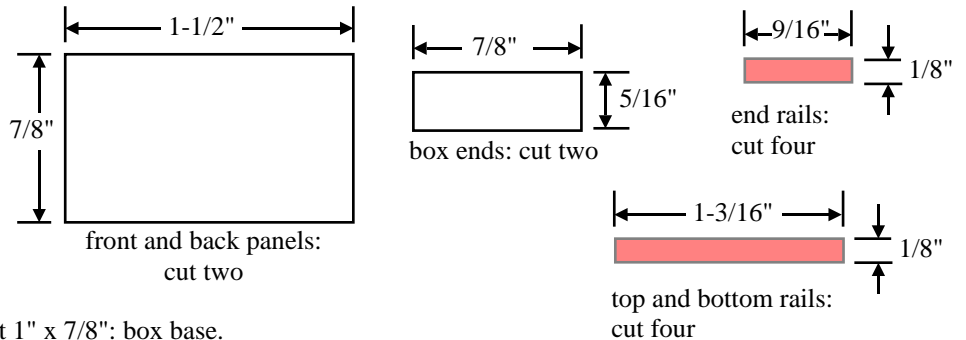 1-1/2"
7/8"
front and back panels:
cut two
7/8"
5/16"
box ends: cut two
9/16"
1/8"
end rails:
cut four
1-3/16"
1/8"
top and bottom rails:
cut four
1" x 7/8": box base.